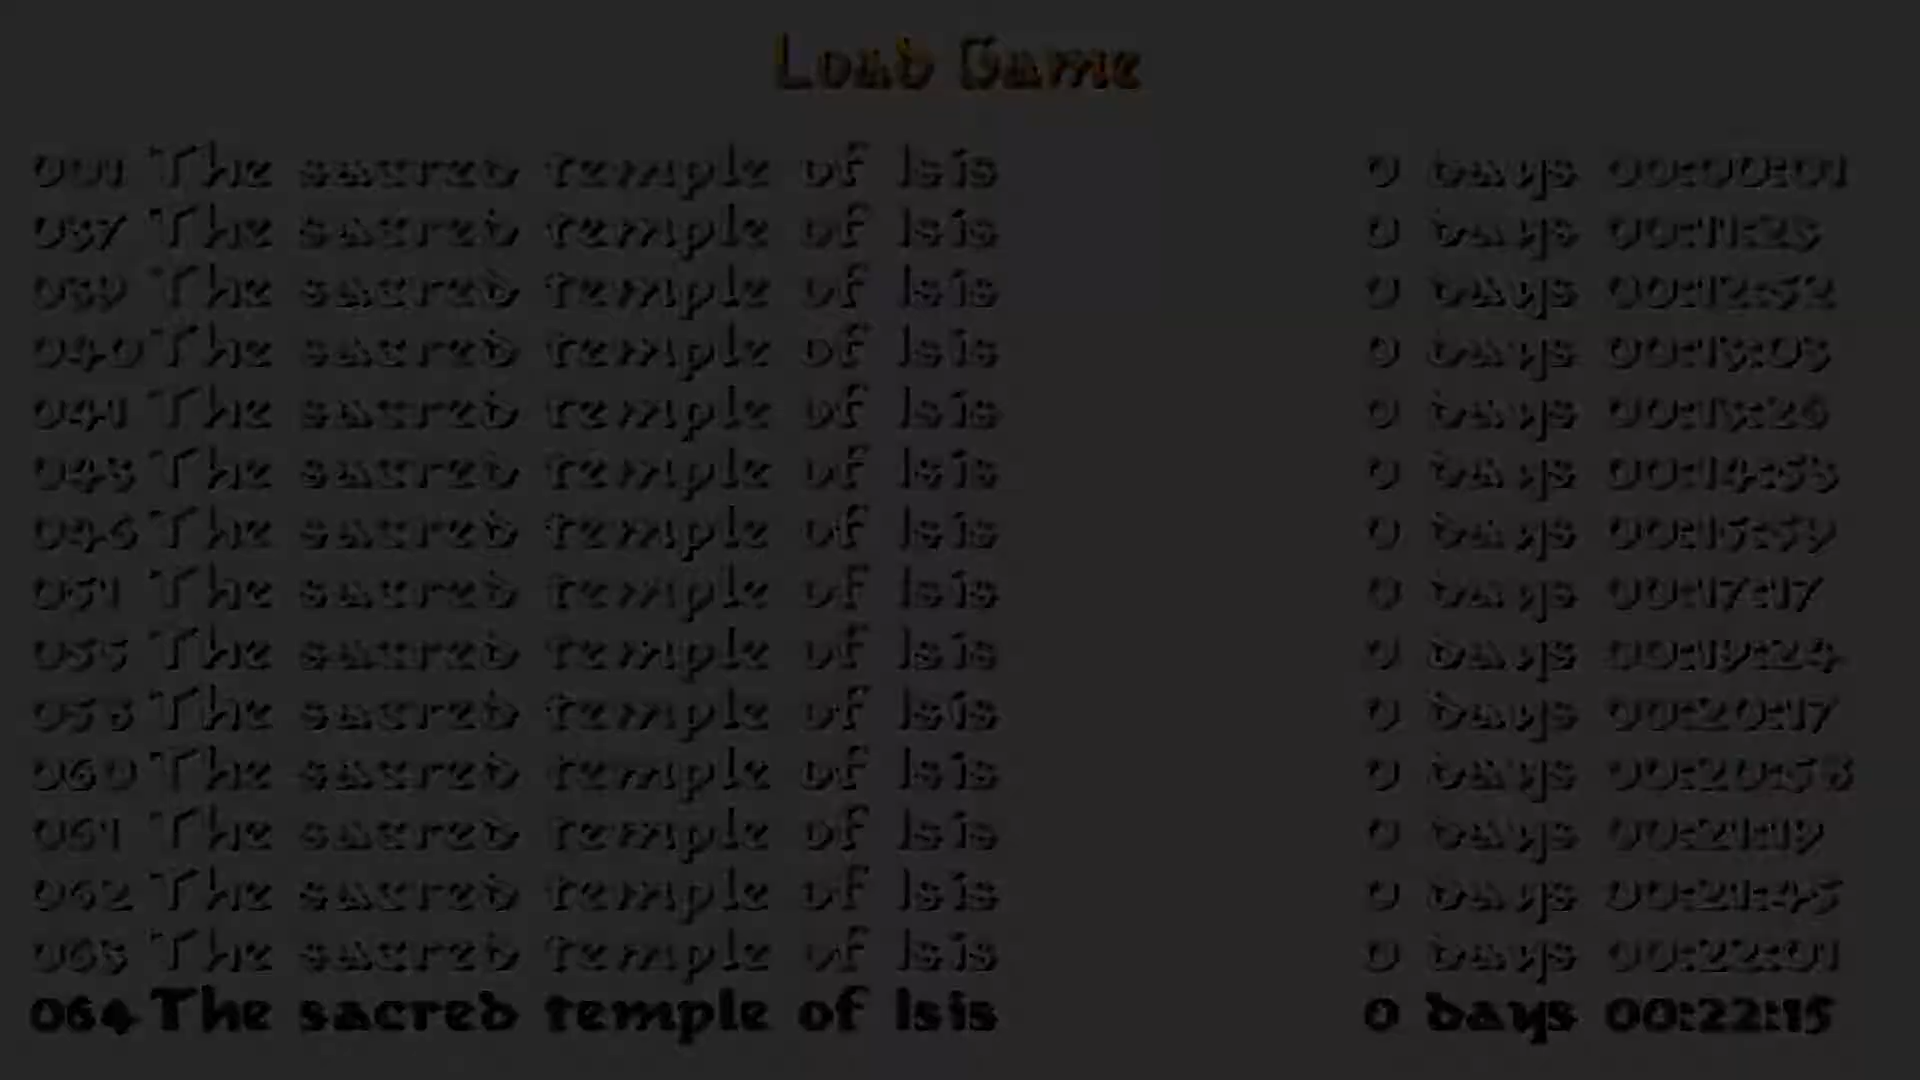 Load Game
001 The sacred temple of Isis 0 days 00:00:01
037 The sacred temple of Isis 0 days 00:11:23
039 The sacred temple of Isis 0 days 00:12:52
040 The sacred temple of Isis 0 days 00:13:03
041 The sacred temple of Isis 0 days 00:13:26
043 The sacred temple of Isis 0 days 00:14:53
046 The sacred temple of Isis 0 days 00:15:59
051 The sacred temple of Isis 0 days 00:17:17
055 The sacred temple of Isis 0 days 00:19:24
058 The sacred temple of Isis 0 days 00:20:17
060 The sacred temple of Isis 0 days 00:20:58
061 The sacred temple of Isis 0 days 00:21:19
062 The sacred temple of Isis 0 days 00:21:45
063 The sacred temple of Isis 0 days 00:22:01
064 The sacred temple of Isis 0 days 00:22:15